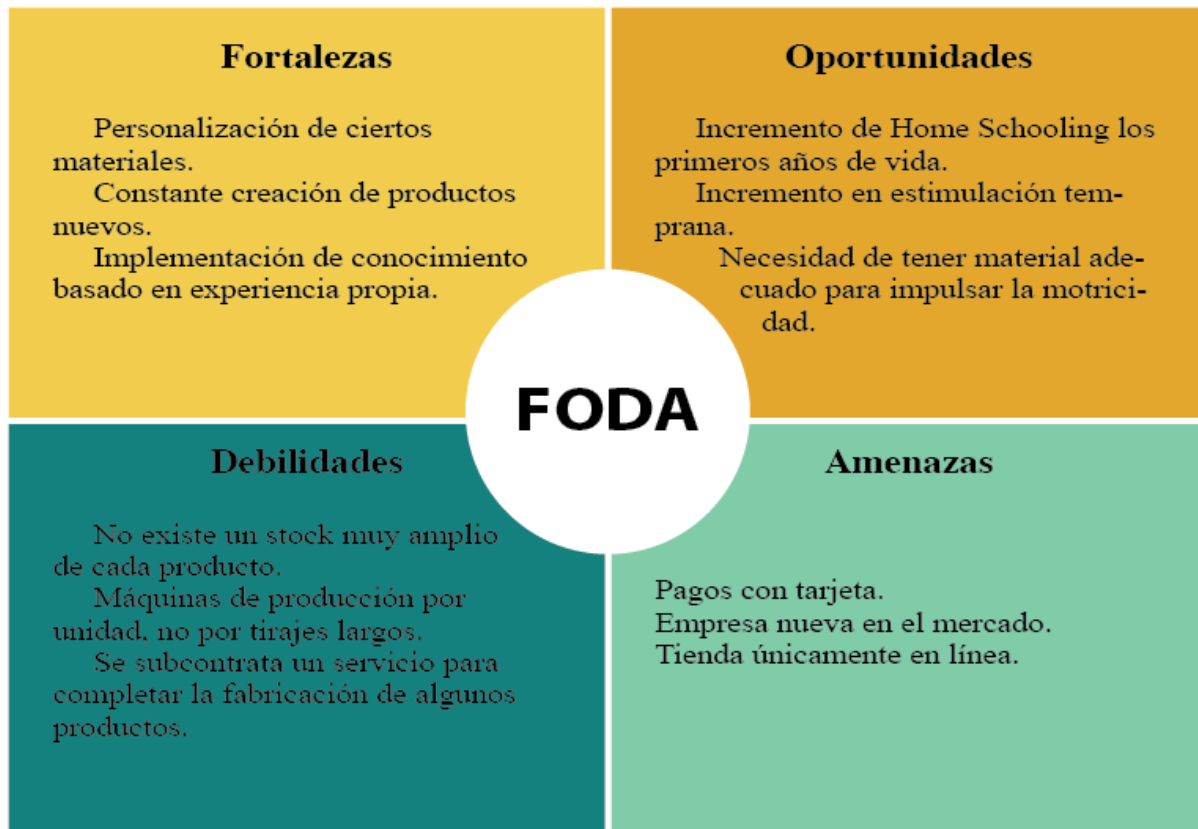 Fortalezas
Personalización de ciertos
materiales.
Constante creación de productos
nuevos.
Implementación de conocimiento
basado en experiencia propia.
Oportunidades
Incremento de Home Schooling los
primeros años de vida.
Incremento en estimulación tem-
prana.
Necesidad de tener material ade-
cuado para impulsar la motrici-
dad.
FODA
Debilidades
No existe un stock muy amplio
de cada producto.
Máquinas de producción por
unidad, no por tirajes largos.
Se subcontrata un servicio para
completar la fabricación de algunos
productos.
Amenazas
Pagos con tarjeta.
Empresa nueva en el mercado.
Tienda únicamente en línea.